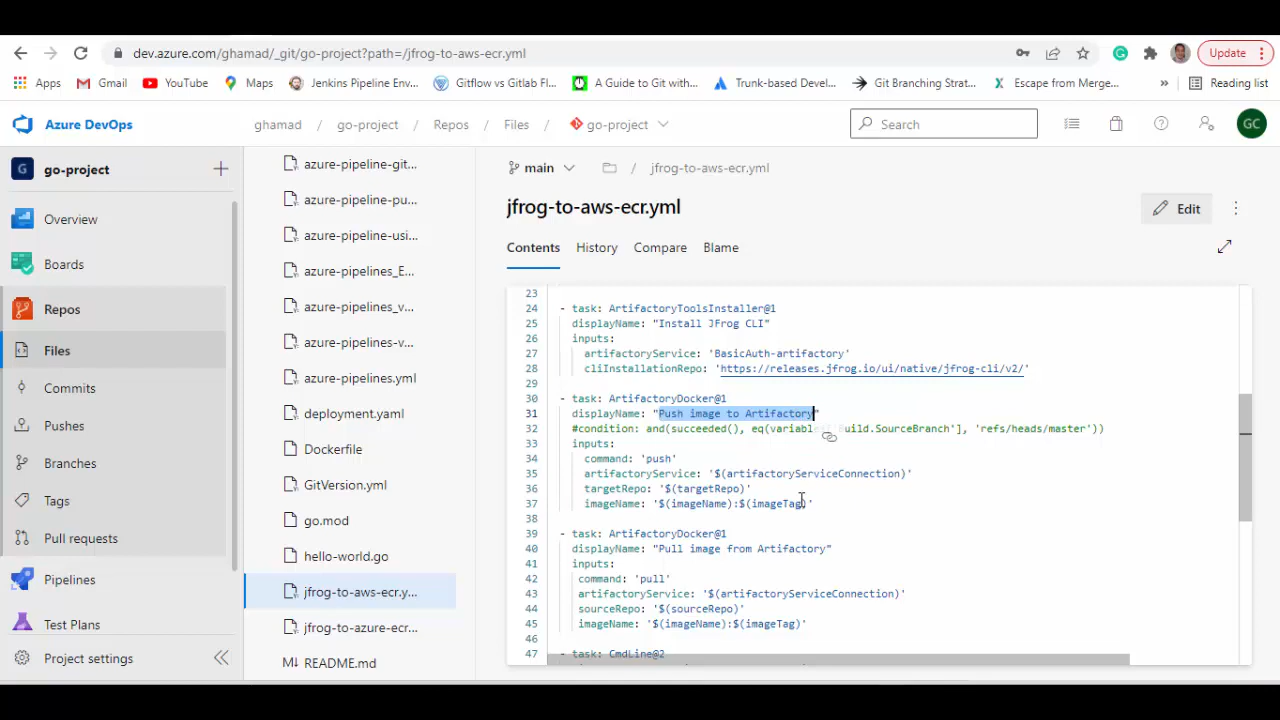 dev.azure.com/ghamad/_git/go-project?path=/jfrog-to-aws-ecr.yml
Update
Apps
Gmail
YouTube
Maps
Jenkins Pipeline Env...
Gitflow vs Gitlab Fl...
A Guide to Git with...
Trunk-based Devel...
Git Branching Strat...
Escape from Merge...
»
Reading list
Azure DevOps
ghamad / go-project / Repos / Files / go-project
Search
GC
G
go-project
Overview
Boards
Repos
Files
Commits
Pushes
Branches
Tags
Pull requests
Pipelines
Test Plans
Project settings
azure-pipeline-git...
azure-pipeline-pu...
azure-pipeline-usi...
azure-pipelines_E...
azure-pipelines_v...
azure-pipelines-v...
azure-pipelines.yml
deployment.yaml
Dockerfile
GitVersion.yml
go.mod
hello-world.go
jfrog-to-aws-ecr.y...
jfrog-to-azure-ecr...
README.md
main / jfrog-to-aws-ecr.yml
jfrog-to-aws-ecr.yml
Edit
Contents
History
Compare
Blame
23
24 - task: ArtifactoryToolsInstaller@1
25 displayName: "Install JFrog CLI"
26 inputs:
27 artifactoryService: 'BasicAuth-artifactory'
28 cliInstallationRepo: 'https://releases.jfrog.io/ui/native/jfrog-cli/v2/'
29
30 - task: ArtifactoryDocker@1
31 displayName: "Push image to Artifactory"
32 #condition: and(succeeded(), eq(variabl uild.SourceBranch'], 'refs/heads/master'))
33 inputs:
34 command: 'push'
35 artifactoryService: '$(artifactoryServiceConnection)'
36 targetRepo: '$(targetRepo)'
37 imageName: '$(imageName):$(imageTag)'
38
39 - task: ArtifactoryDocker@1
40 displayName: "Pull image from Artifactory"
41 inputs:
42 command: 'pull'
43 artifactoryService: '$(artifactoryServiceConnection)'
44 sourceRepo: '$(sourceRepo)'
45 imageName: '$(imageName):$(imageTag)'
46
47 - task: CmdLine@2